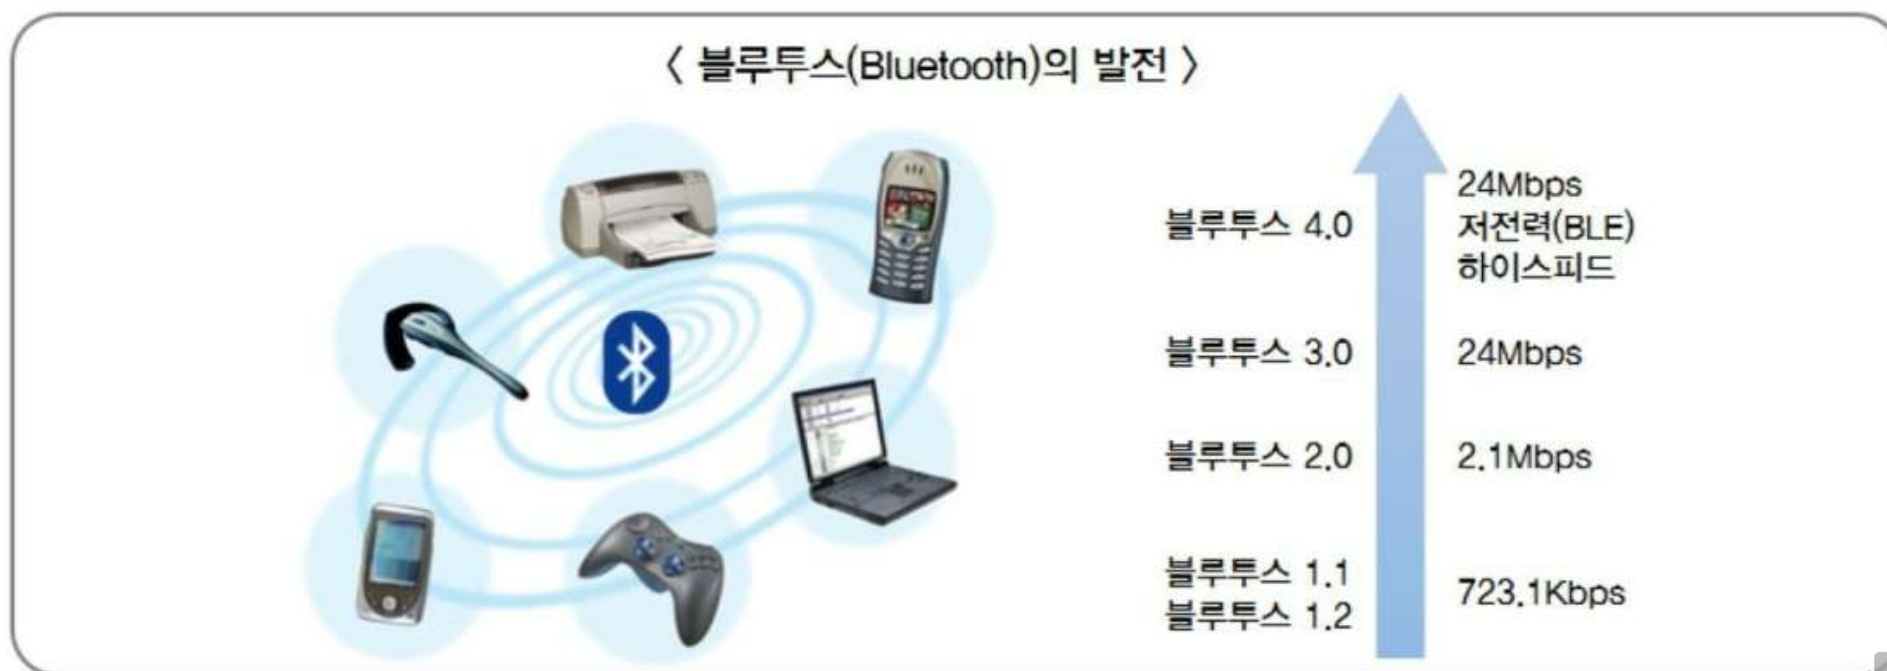 〈 블루투스(Bluetooth)의 발전 〉
블루투스 4.0
24Mbps
저전력(BLE)
하이스피드
블루투스 3.0
24Mbps
블루투스 2.0
2.1Mbps
블루투스 1.1
블루투스 1.2
723.1Kbps